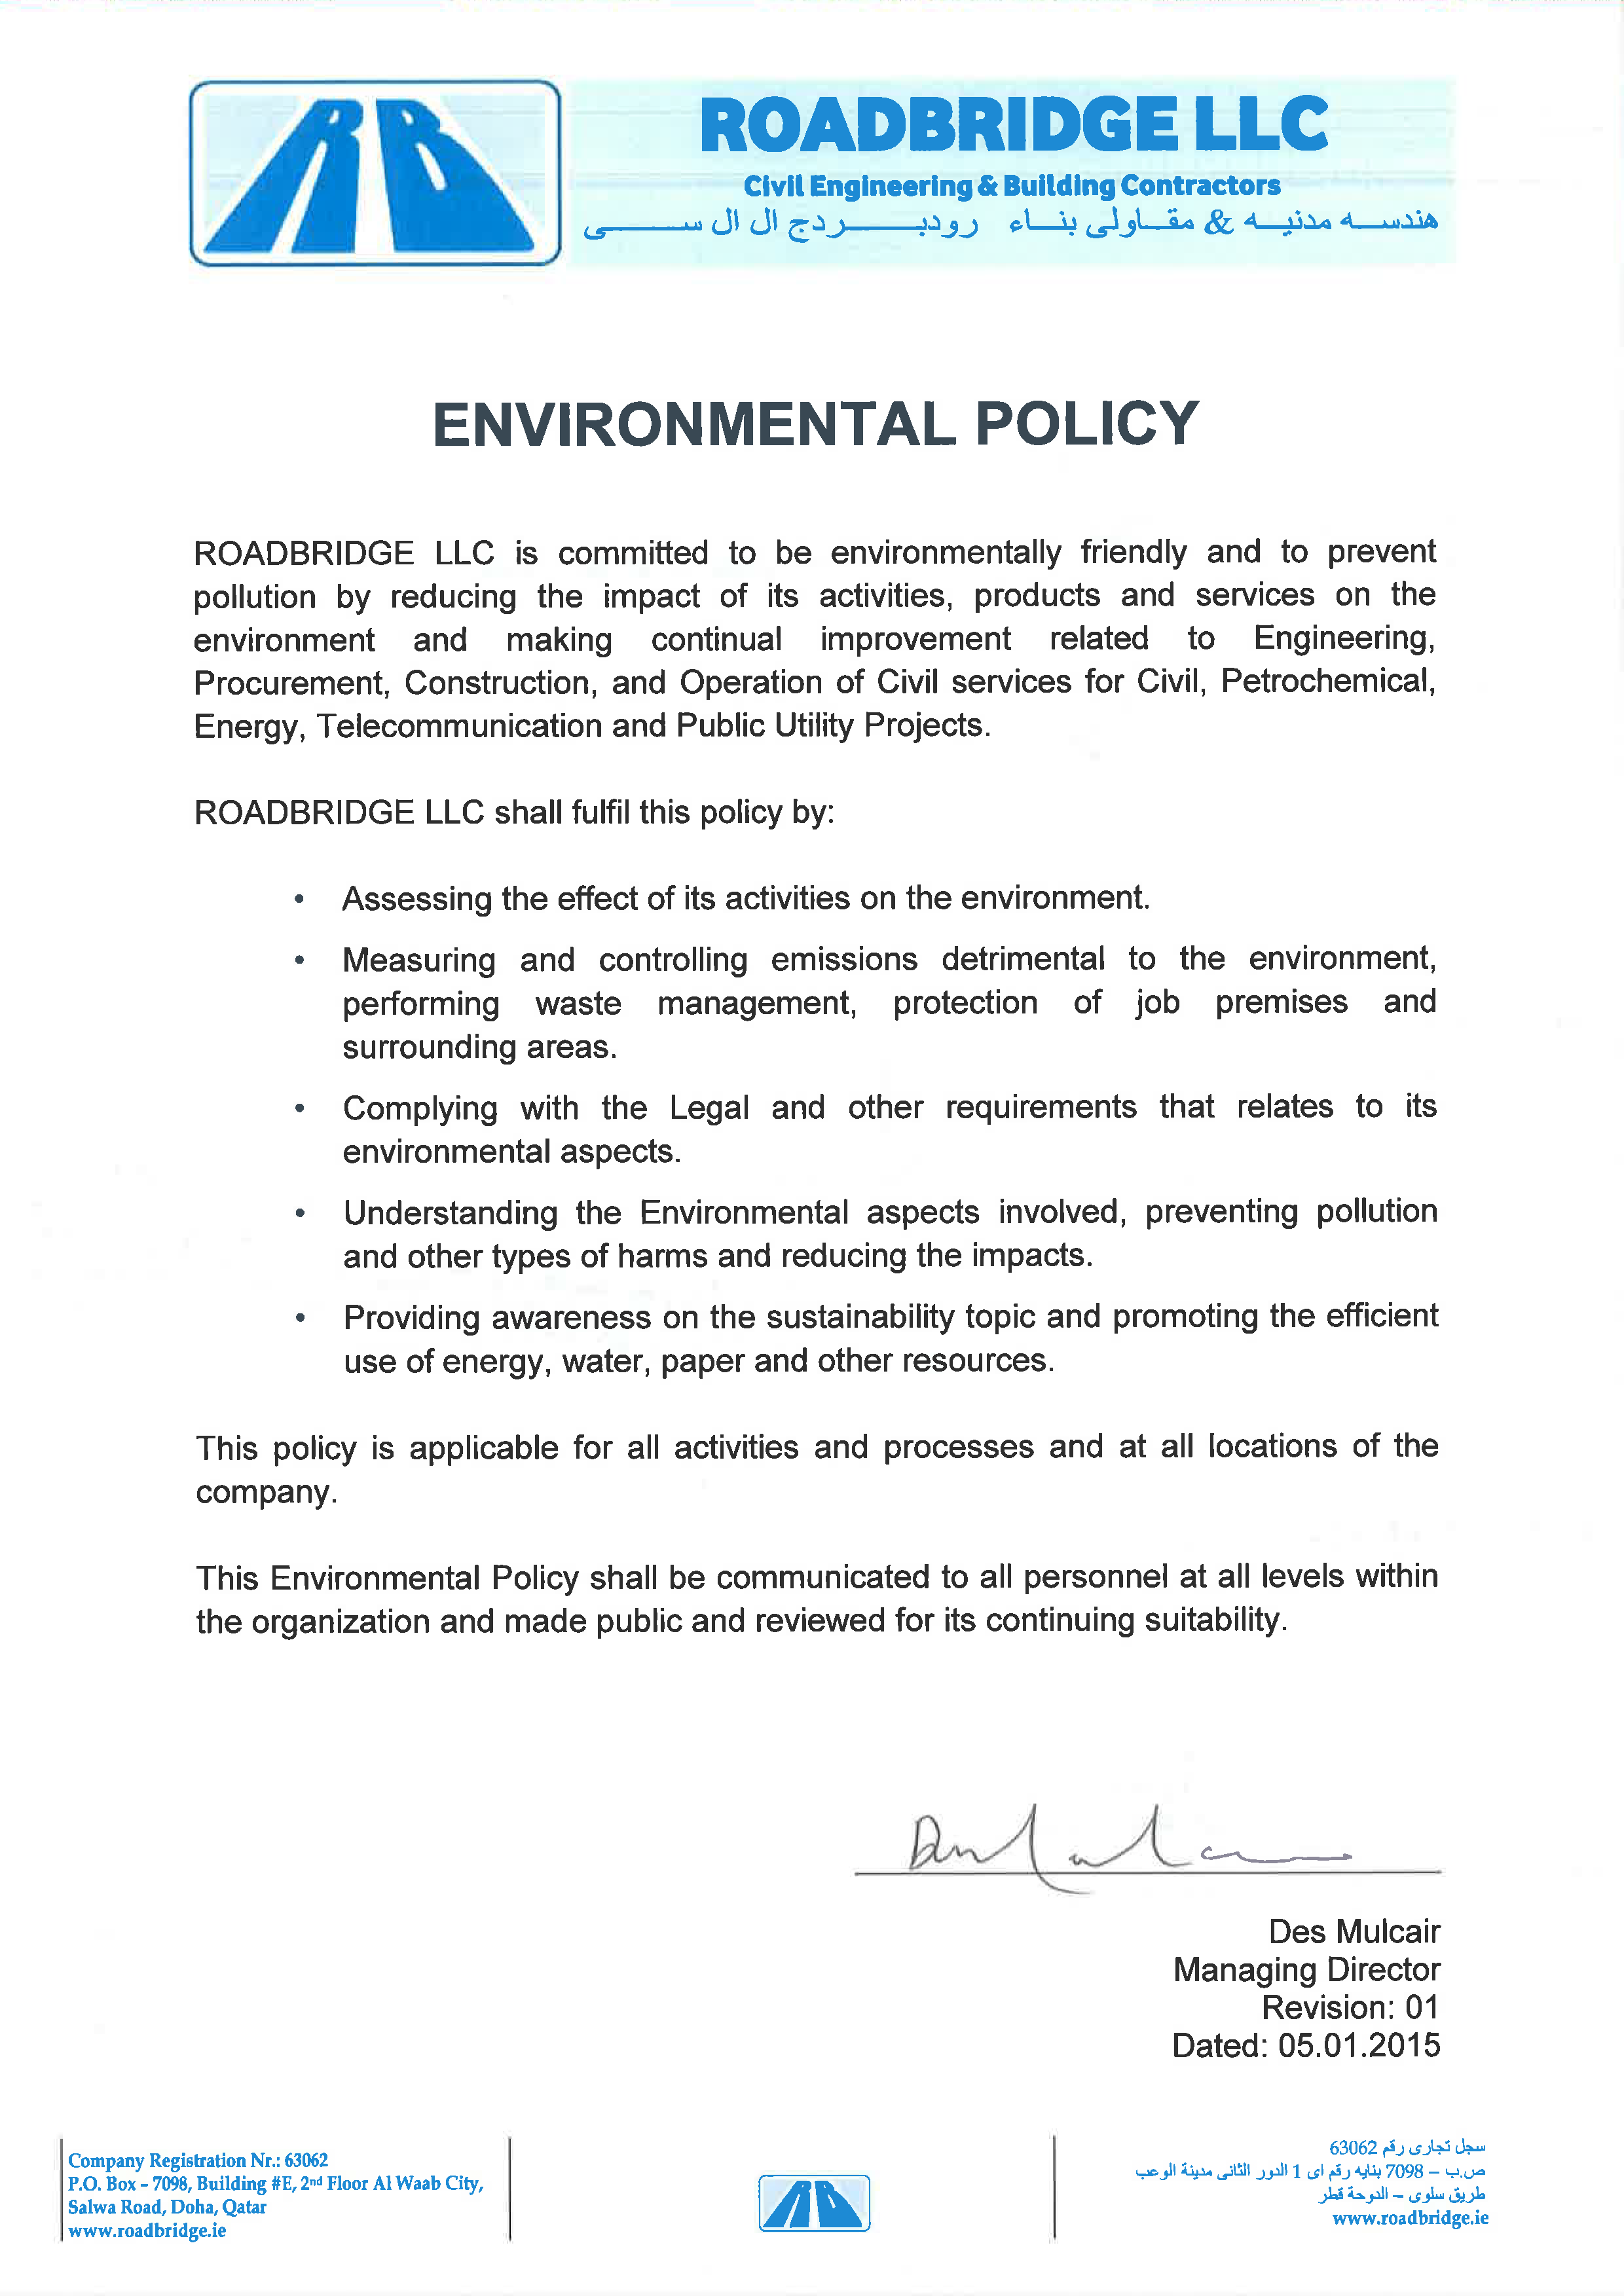 RB
ROADBRIDGE LLC
Civil Engineering & Building Contractors
هندسه مدنيه & مقاولى بناء رودبردج ال ال سى
ENVIRONMENTAL POLICY
ROADBRIDGE LLC is committed to be environmentally friendly and to prevent
pollution by reducing the impact of its activities, products and services on the
environment and making continual improvement related to Engineering,
Procurement, Construction, and Operation of Civil services for Civil, Petrochemical,
Energy, Telecommunication and Public Utility Projects.
ROADBRIDGE LLC shall fulfil this policy by:
• Assessing the effect of its activities on the environment.
• Measuring and controlling emissions detrimental to the environment,
performing waste management, protection of job premises and
surrounding areas.
• Complying with the Legal and other requirements that relates to its
environmental aspects.
• Understanding the Environmental aspects involved, preventing pollution
and other types of harms and reducing the impacts.
• Providing awareness on the sustainability topic and promoting the efficient
use of energy, water, paper and other resources.
This policy is applicable for all activities and processes and at all locations of the
company.
This Environmental Policy shall be communicated to all personnel at all levels within
the organization and made public and reviewed for its continuing suitability.
Des Mulcair
Managing Director
Revision: 01
Dated: 05.01.2015
Company Registration Nr.: 63062
P.O. Box - 7098, Building #E, 2nd Floor Al Waab City,
Salwa Road, Doha, Qatar
www.roadbridge.ie
RB
سجل تجارى رقم 63062
ص.ب – 7098 بنايه رقم اى 1 الدور الثانى مدينة الوعب
طريق سلوى – الدوحة قطر
www.roadbridge.ie